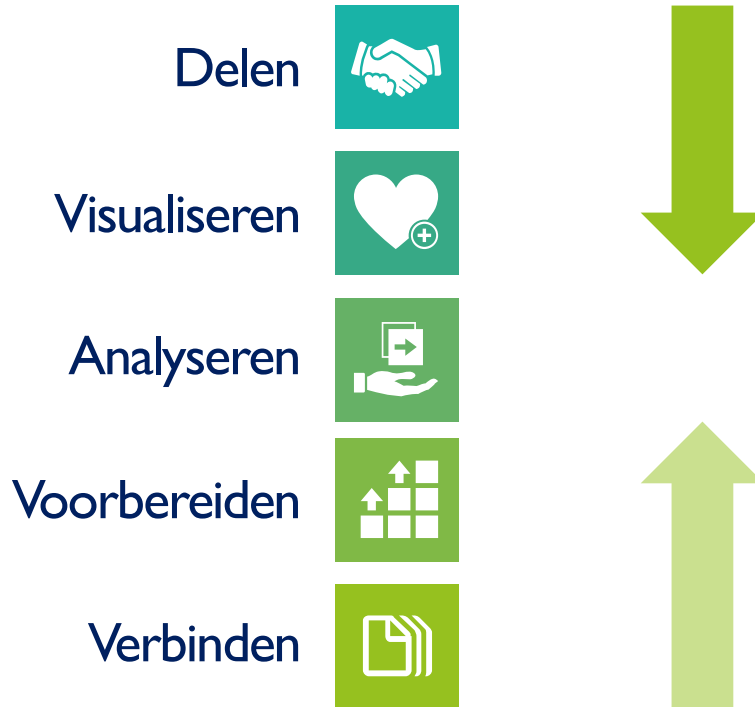 Delen
Visualiseren
Analyseren
Voorbereiden
Verbinden